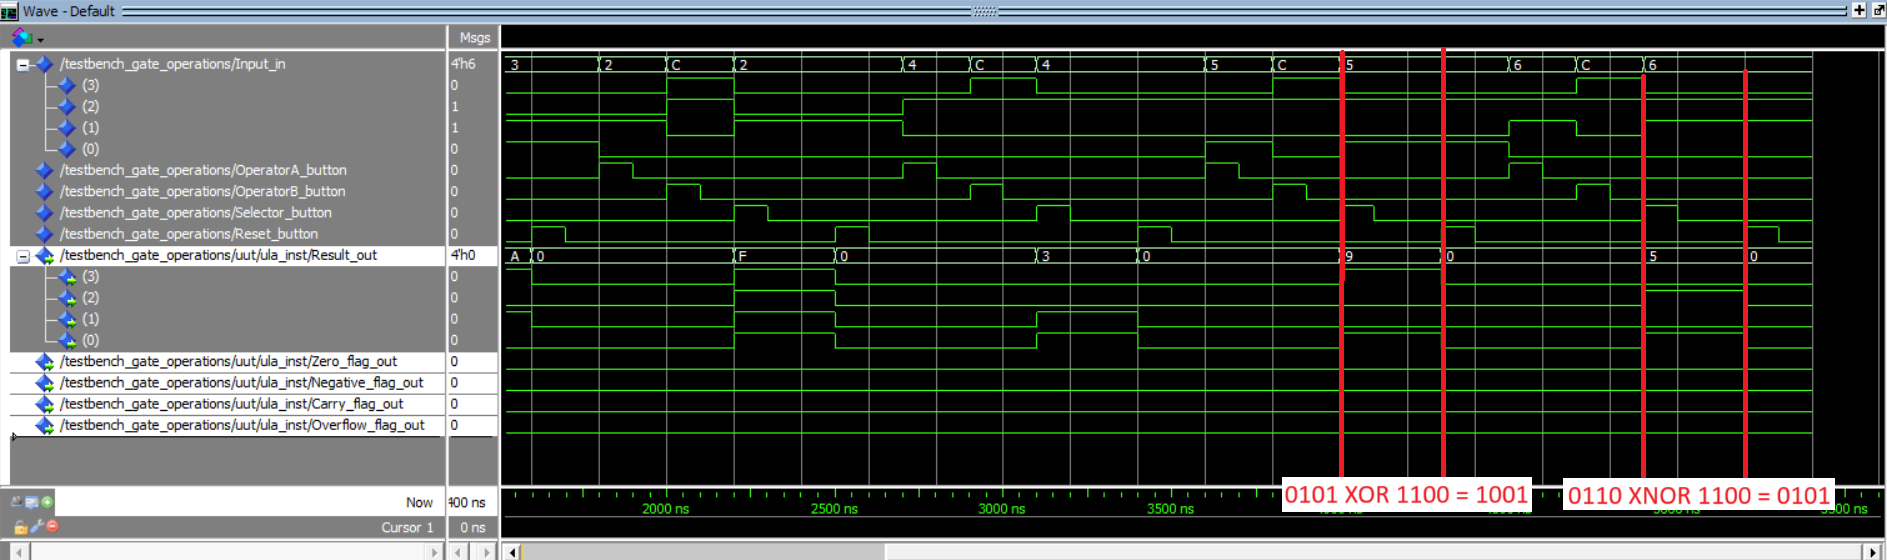 Wave - Default
Msgs
/testbench_gate_operations/Input_in 4'h6 3 2 C 2 4 C 4 5 C 5 6 C 6
(3) 0
(2) 1
(1) 1
(0) 0
/testbench_gate_operations/OperatorA_button 0
/testbench_gate_operations/OperatorB_button 0
/testbench_gate_operations/Selector_button 0
/testbench_gate_operations/Reset_button 0
/testbench_gate_operations/uut/ula_inst/Result_out 4'h0 A 0 F 0 3 0 9 0 5 0
(3) 0
(2) 0
(1) 0
(0) 0
/testbench_gate_operations/uut/ula_inst/Zero_flag_out 0
/testbench_gate_operations/uut/ula_inst/Negative_flag_out 0
/testbench_gate_operations/uut/ula_inst/Carry_flag_out 0
/testbench_gate_operations/uut/ula_inst/Overflow_flag_out 0
0101 XOR 1100 = 1001 0110 XNOR 1100 = 0101
Now 400 ns
2000 ns 2500 ns 3000 ns 3500 ns
Cursor 1 0 ns